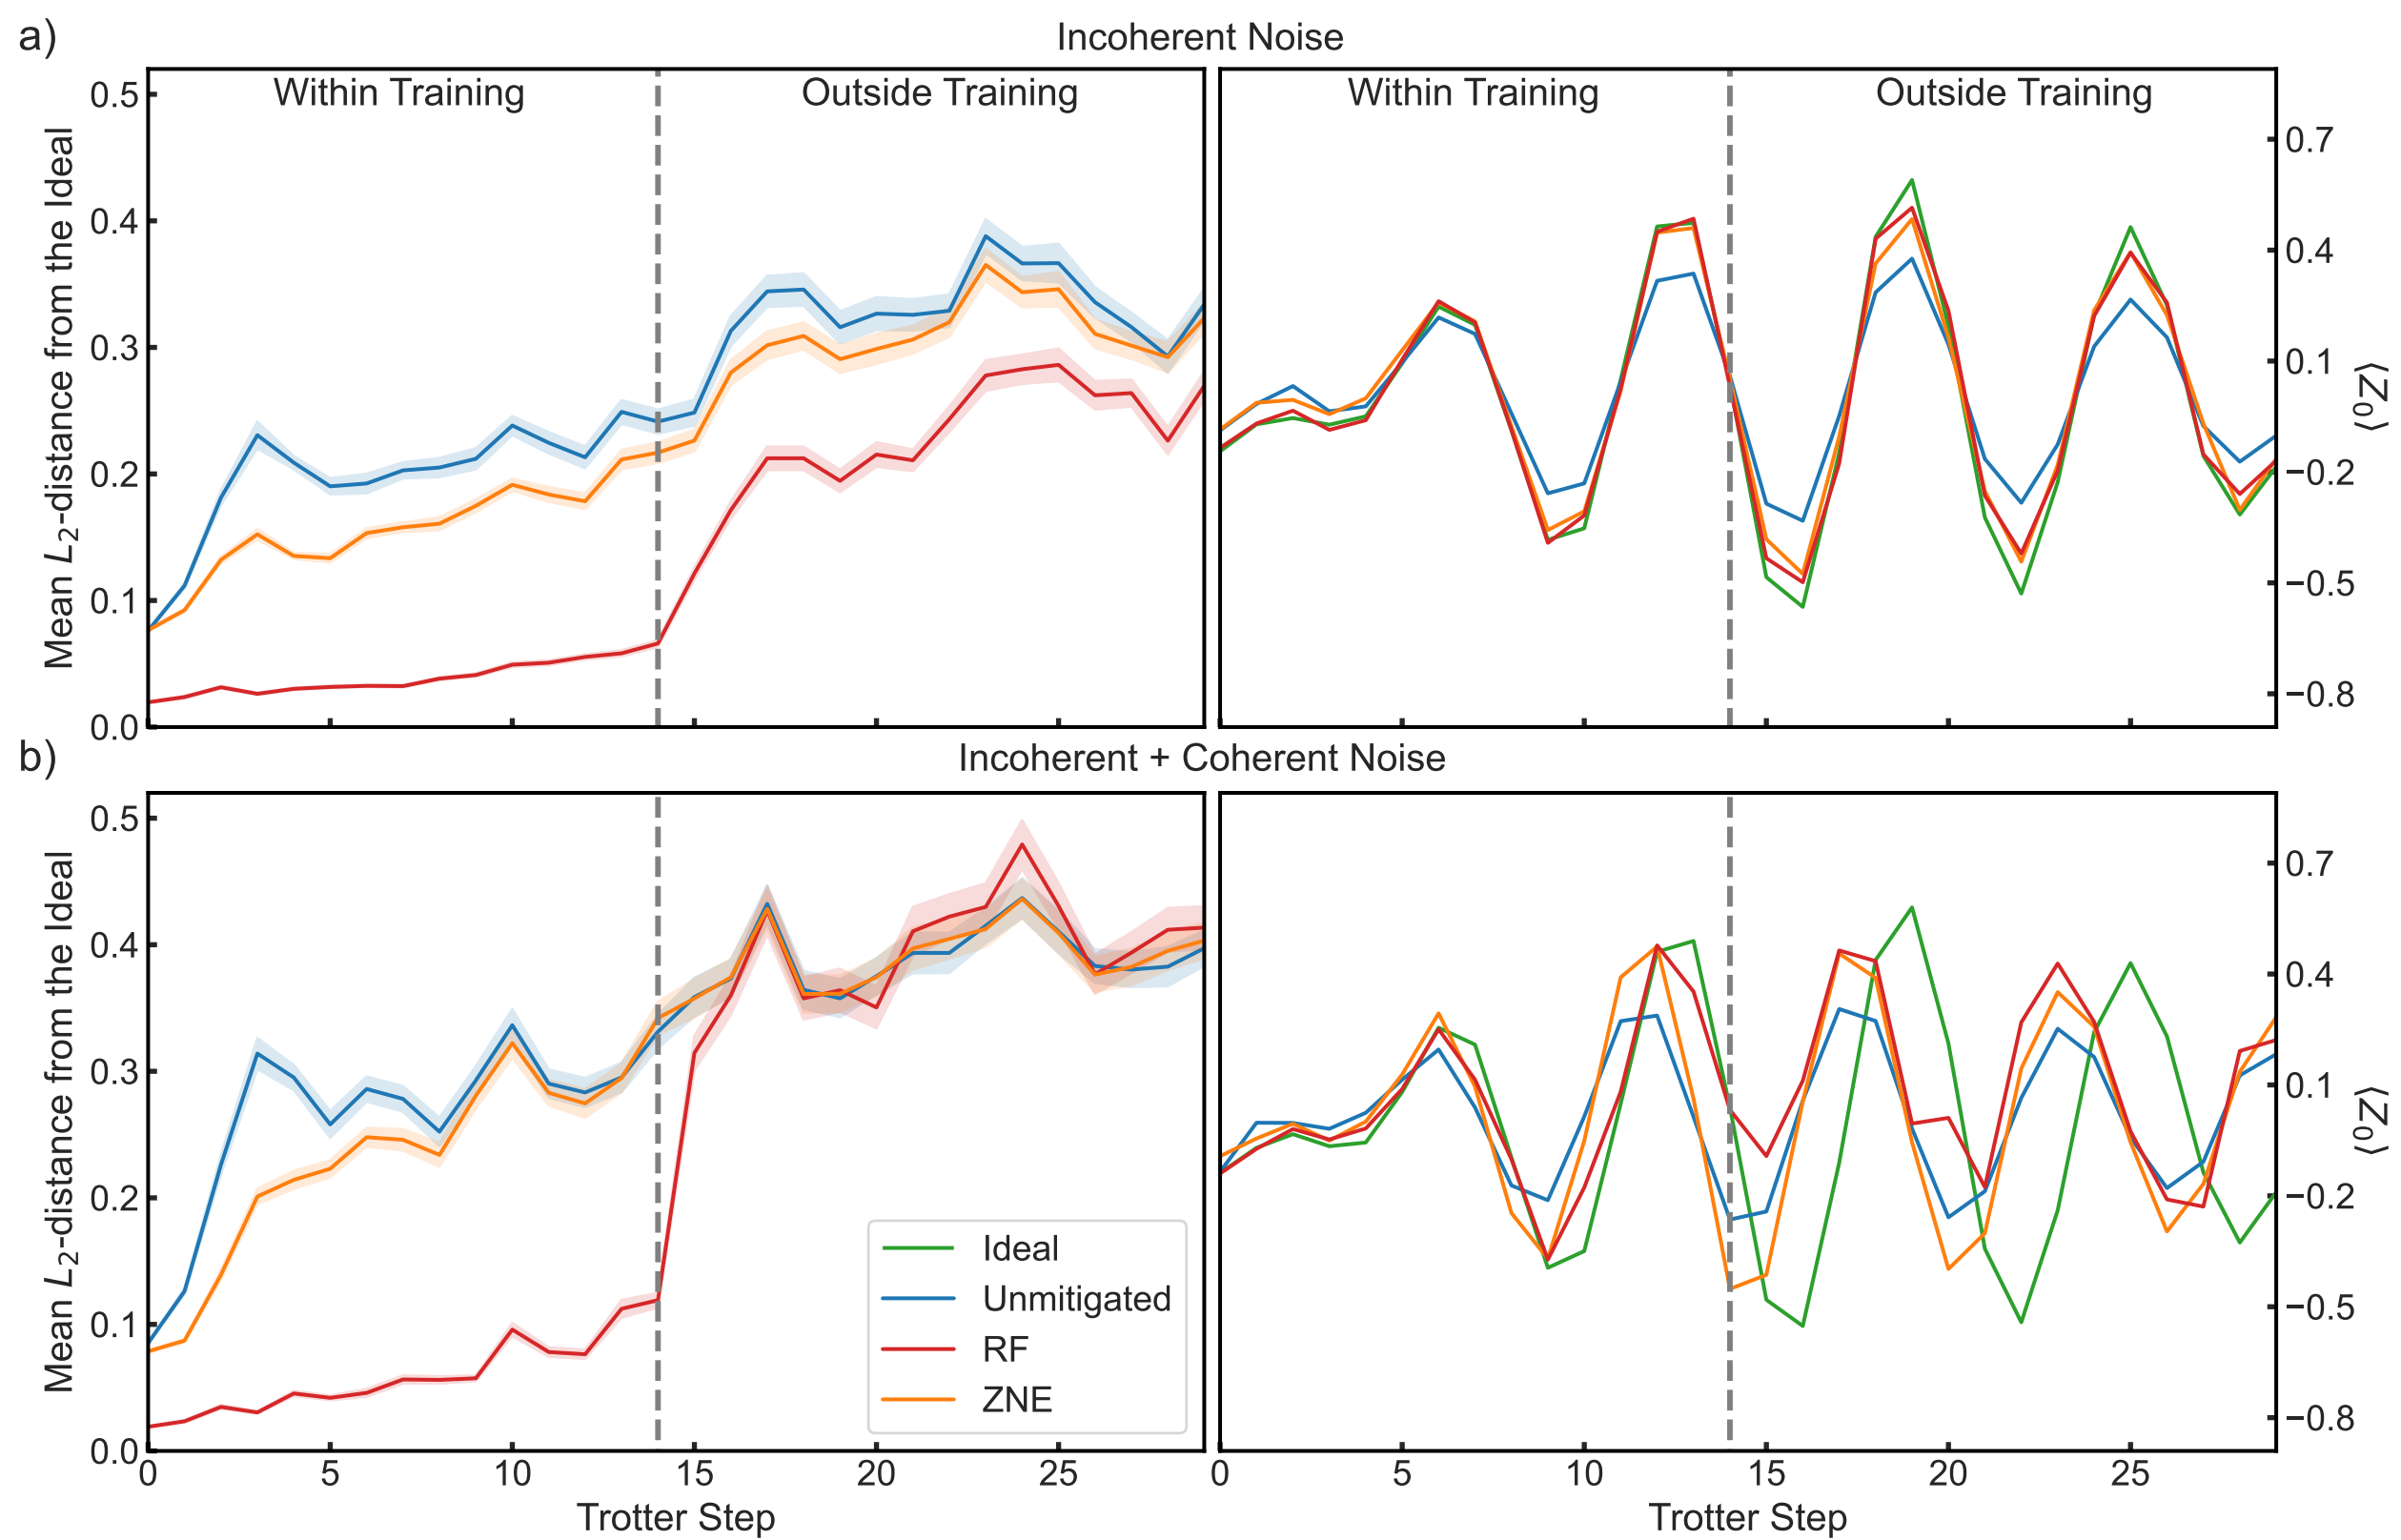 a)
Incoherent Noise
Within Training
Outside Training
Within Training
Outside Training
Mean L2-distance from the Ideal
0.5
0.4
0.3
0.2
0.1
0.0
0.7
0.4
0.1
−0.2
−0.5
−0.8
⟨Z0⟩
b)
Incoherent + Coherent Noise
Mean L2-distance from the Ideal
0.5
0.4
0.3
0.2
0.1
0.0
Ideal
Unmitigated
RF
ZNE
0.7
0.4
0.1
−0.2
−0.5
−0.8
⟨Z0⟩
0 5 10 15 20 25
0 5 10 15 20 25
Trotter Step
Trotter Step